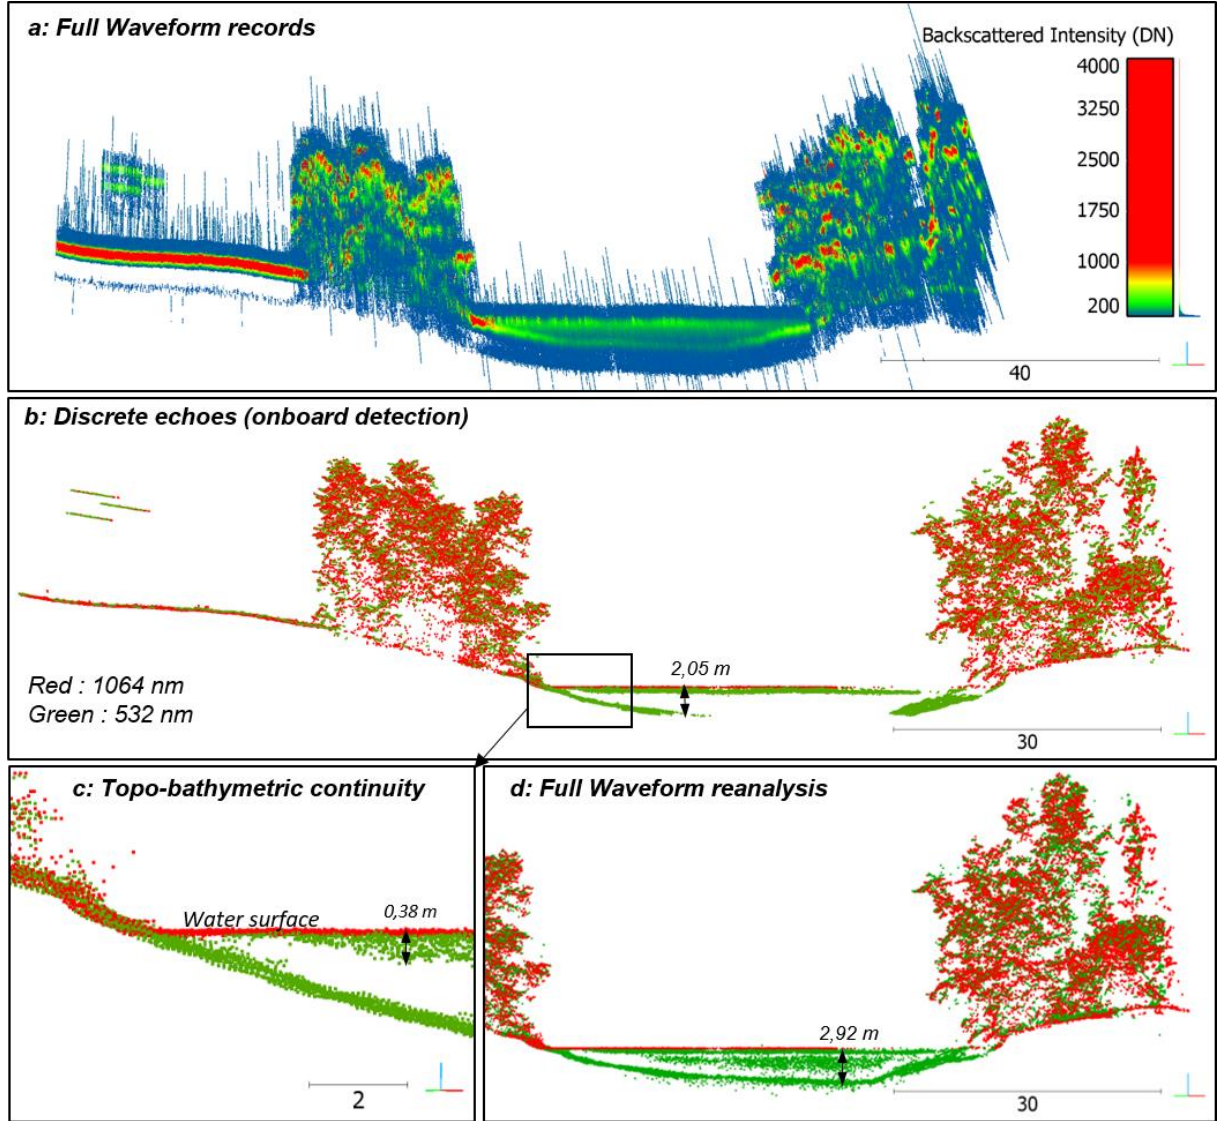 a: Full Waveform records
Backscattered Intensity (DN)
4000
3250
2500
1750
1000
200
40
b: Discrete echoes (onboard detection)
Red : 1064 nm
Green : 532 nm
2,05 m
30
c: Topo-bathymetric continuity
Water surface
0,38 m
2
d: Full Waveform reanalysis
2,92 m
30